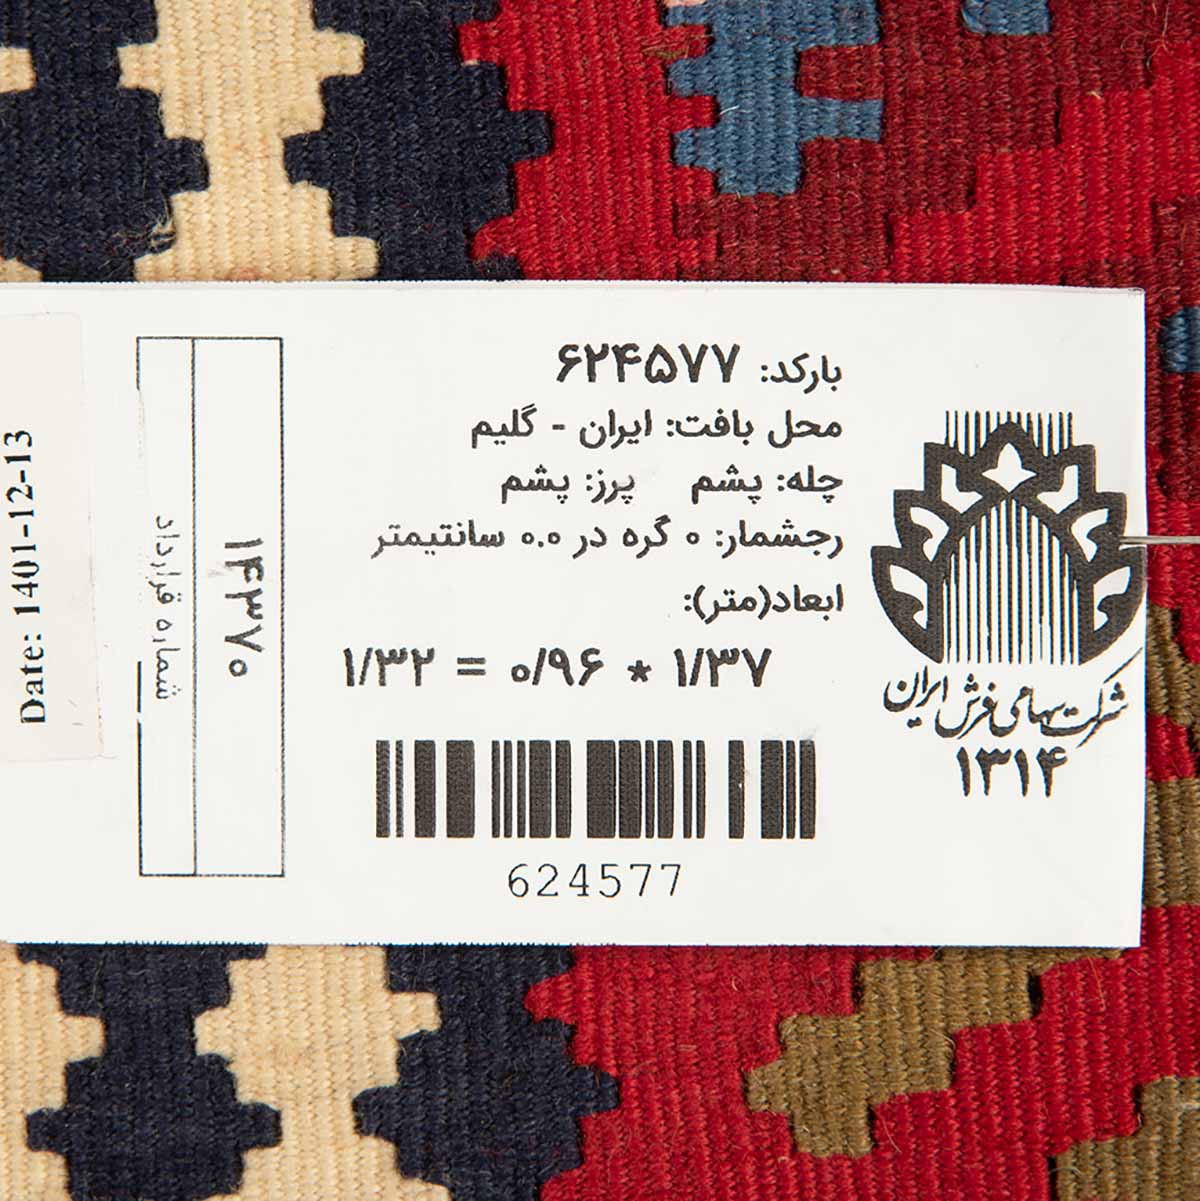 بارکد: ۶۲۴۵۷۷
محل بافت: ایران - گلیم
چله: پشم    پرز: پشم
رجشمار: ۰ گره در ۰.۰ سانتیمتر
ابعاد(متر):
۱/۳۷ * ۰/۹۶ = ۱/۳۲
624577
شرکت سهامی فرش ایران
۱۳۱۴
۱۴۳۷۰
شماره قرارداد
Date: 1401-12-13